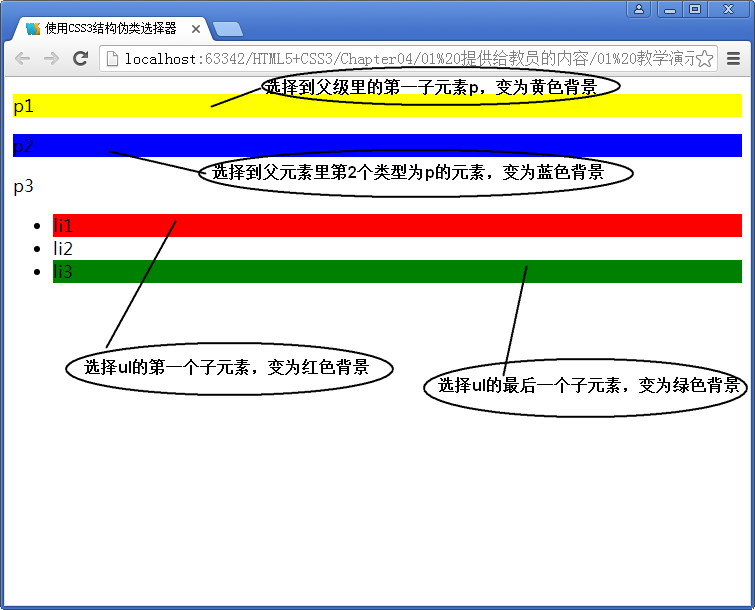 使用CSS3结构伪类选择器
localhost:63342/HTML5+CSS3/Chapter04/01%20提供给教员的内容/01%20教学演示
选择到父级里的第一子元素p，变为黄色背景
p1
p2
选择到父元素里第2个类型为p的元素，变为蓝色背景
p3
li1
li2
li3
选择ul的第一个子元素，变为红色背景
选择ul的最后一个子元素，变为绿色背景